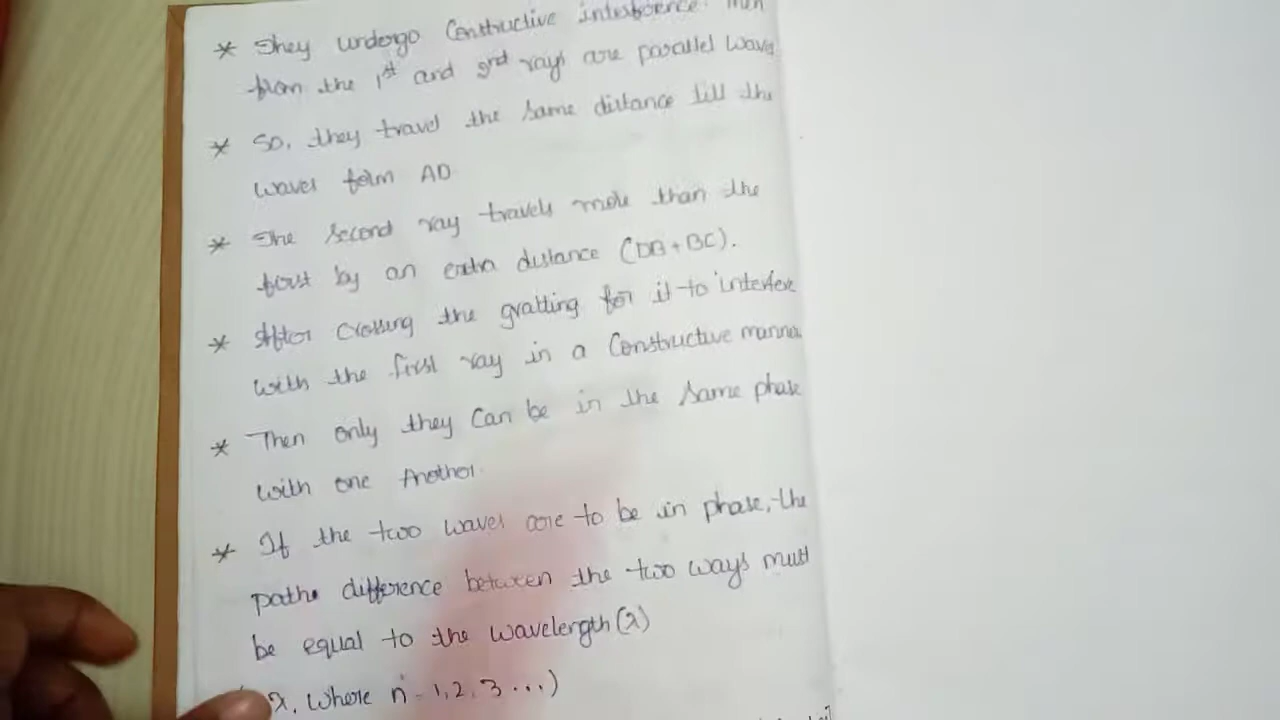 * They undergo Constructive interference. Then
from the 1st and 2nd rays are parallel waves
* So, they travel the same distance till the
waves form AD
* The second ray travels more than the
first by an extra distance (DB+BC).
* After crossing the gratting for it to interfere
with the first ray in a Constructive manner
* Then only they Can be in the same phase
with one Another.
* If the two waves are to be in phase, the
path difference between the two ways must
be equal to the wavelength (λ)
λ, where n = 1, 2, 3 ...)